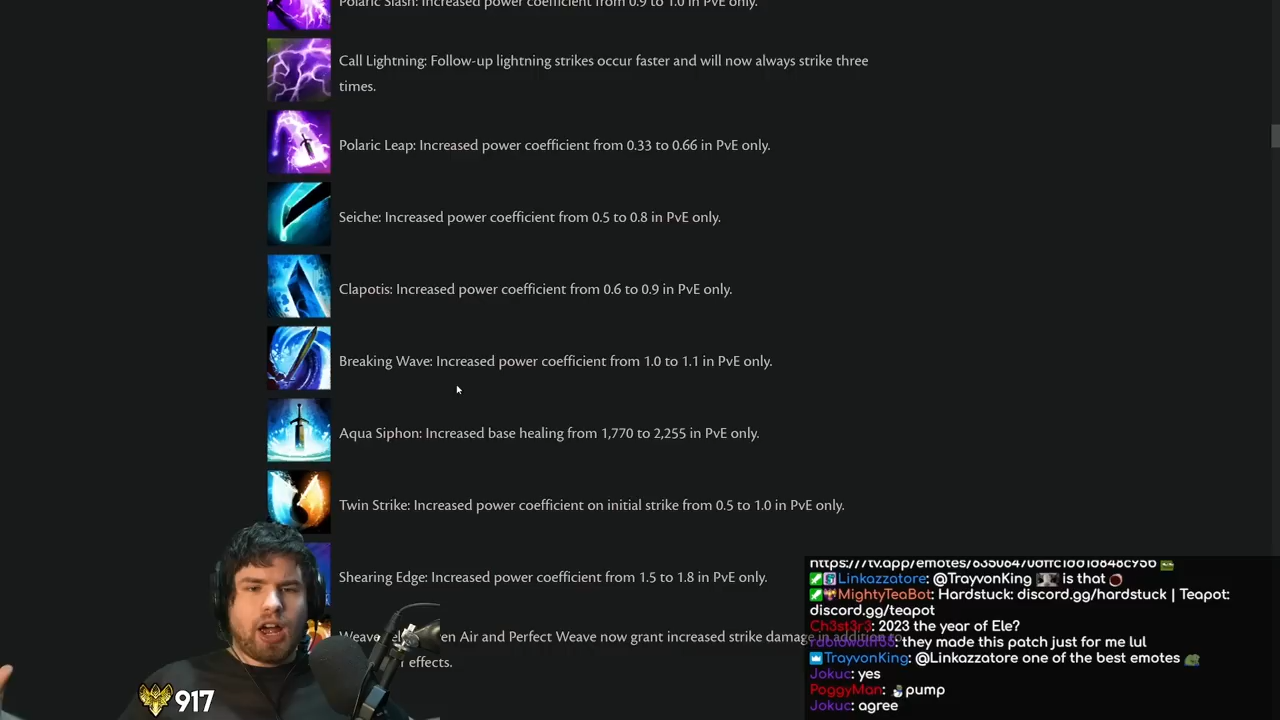 Polaric Slash: Increased power coefficient from 0.9 to 1.0 in PvE only.
Call Lightning: Follow-up lightning strikes occur faster and will now always strike three
times.
Polaric Leap: Increased power coefficient from 0.33 to 0.66 in PvE only.
Seiche: Increased power coefficient from 0.5 to 0.8 in PvE only.
Clapotis: Increased power coefficient from 0.6 to 0.9 in PvE only.
Breaking Wave: Increased power coefficient from 1.0 to 1.1 in PvE only.
Aqua Siphon: Increased base healing from 1,770 to 2,255 in PvE only.
Twin Strike: Increased power coefficient on initial strike from 0.5 to 1.0 in PvE only.
Shearing Edge: Increased power coefficient from 1.5 to 1.8 in PvE only.
Weave Air and Perfect Weave now grant increased strike damage in addition to
effects.
917
Linkazzatore: @TrayvonKing is that
MightyTeaBot: Hardstuck: discord.gg/hardstuck | Teapot:
discord.gg/teapot
Ch3st3r3: 2023 the year of Ele?
they made this patch just for me lul
TrayvonKing: @Linkazzatore one of the best emotes
Jokuc: yes
PoggyMan: pump
Jokuc: agree